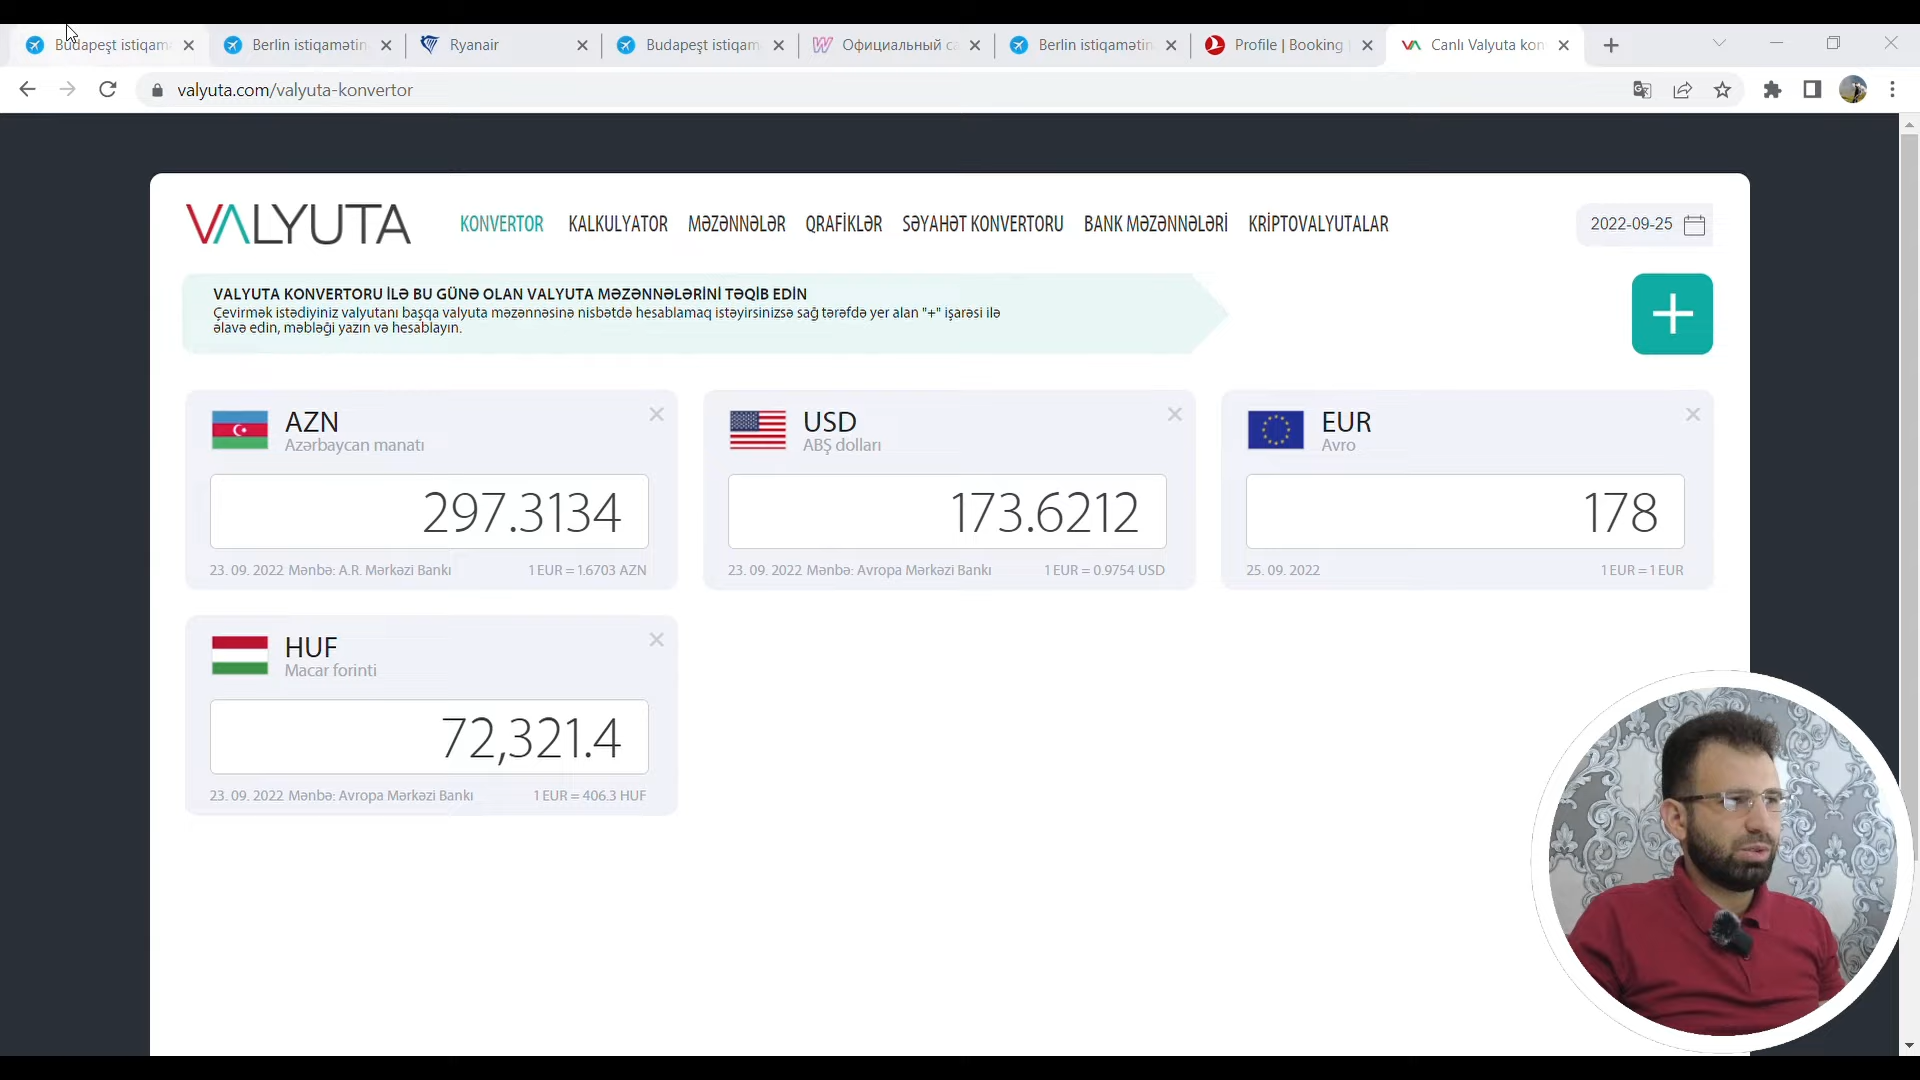 Budapeşt istiqam
Berlin istiqamətin
Ryanair
Budapeşt istiqam
Официальный са
Berlin istiqamətin
Profile | Booking
Canlı Valyuta kon
valyuta.com/valyuta-konvertor
VALYUTA
KONVERTOR
KALKULYATOR
MƏZƏNNƏLƏR
QRAFİKLƏR
SƏYAHƏT KONVERTORU
BANK MƏZƏNNƏLƏRİ
KRİPTOVALYUTALAR
2022-09-25
VALYUTA KONVERTORU İLƏ BU GÜNƏ OLAN VALYUTA MƏZƏNNƏLƏRİNİ TƏQİB EDİN
Çevirmək istədiyiniz valyutanı başqa valyuta məzənnəsinə nisbətdə hesablamaq istəyirsinizsə sağ tərəfdə yer alan "+" işarəsi ilə
əlavə edin, məbləği yazın və hesablayın.
AZN
Azərbaycan manatı
297.3134
23. 09. 2022 Mənbə: A.R. Mərkəzi Bankı
1 EUR = 1.6703 AZN
USD
ABŞ dolları
173.6212
23. 09. 2022 Mənbə: Avropa Mərkəzi Bankı
1 EUR = 0.9754 USD
EUR
Avro
178
25. 09. 2022
1 EUR = 1 EUR
HUF
Macar forinti
72,321.4
23. 09. 2022 Mənbə: Avropa Mərkəzi Bankı
1 EUR = 406.3 HUF